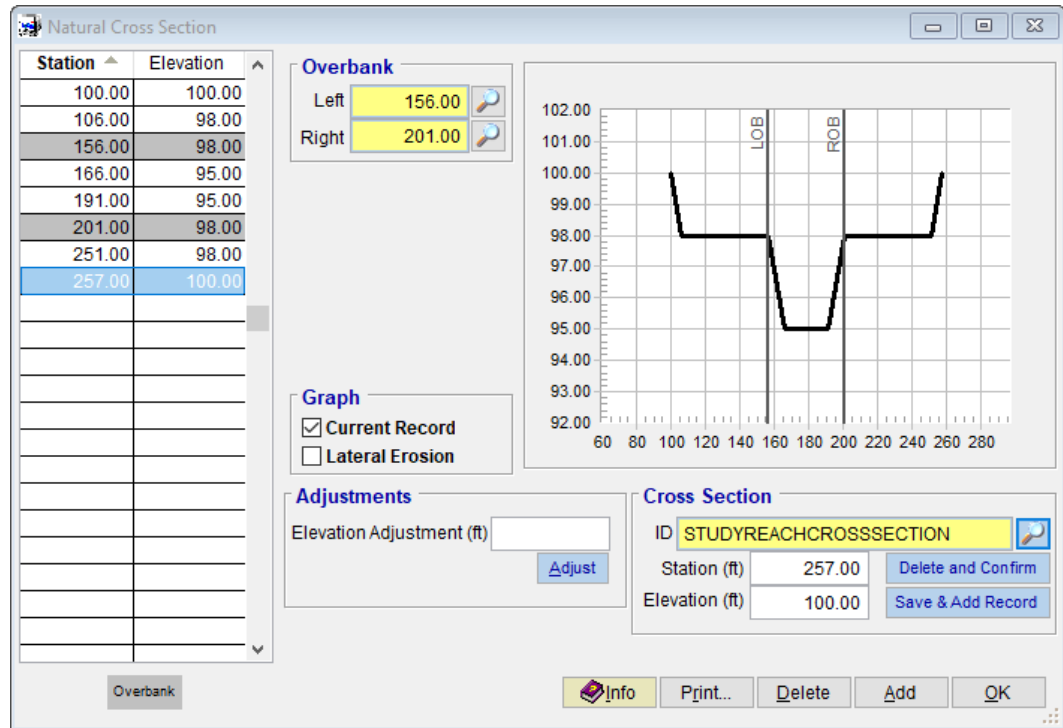 Natural Cross Section
Station Elevation
100.00 100.00
106.00 98.00
156.00 98.00
166.00 95.00
191.00 95.00
201.00 98.00
251.00 98.00
257.00 100.00
Overbank
Overbank
Left 156.00
Right 201.00
Graph
Current Record
Lateral Erosion
102.00
101.00
100.00
99.00
98.00
97.00
96.00
95.00
94.00
93.00
92.00
60 80 100 120 140 160 180 200 220 240 260 280
LOB
ROB
Adjustments
Elevation Adjustment (ft)
Adjust
Cross Section
ID STUDYREACHCROSSSECTION
Station (ft) 257.00 Delete and Confirm
Elevation (ft) 100.00 Save & Add Record
Info Print... Delete Add OK